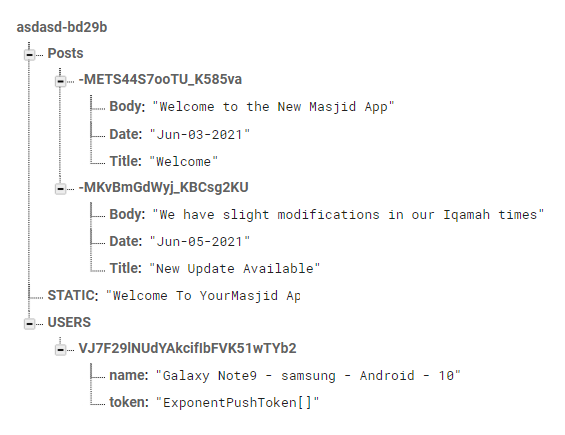 asdasd-bd29b
Posts
-METS44S7ooTU_K585va
Body: "Welcome to the New Masjid App"
Date: "Jun-03-2021"
Title: "Welcome"
-MKvBmGdWyj_KBCsg2KU
Body: "We have slight modifications in our Iqamah times"
Date: "Jun-05-2021"
Title: "New Update Available"
STATIC: "Welcome To YourMasjid Ap
USERS
VJ7F29lNUdYAkcifIbFVK51wTYb2
name: "Galaxy Note9 - samsung - Android - 10"
token: "ExponentPushToken[]"